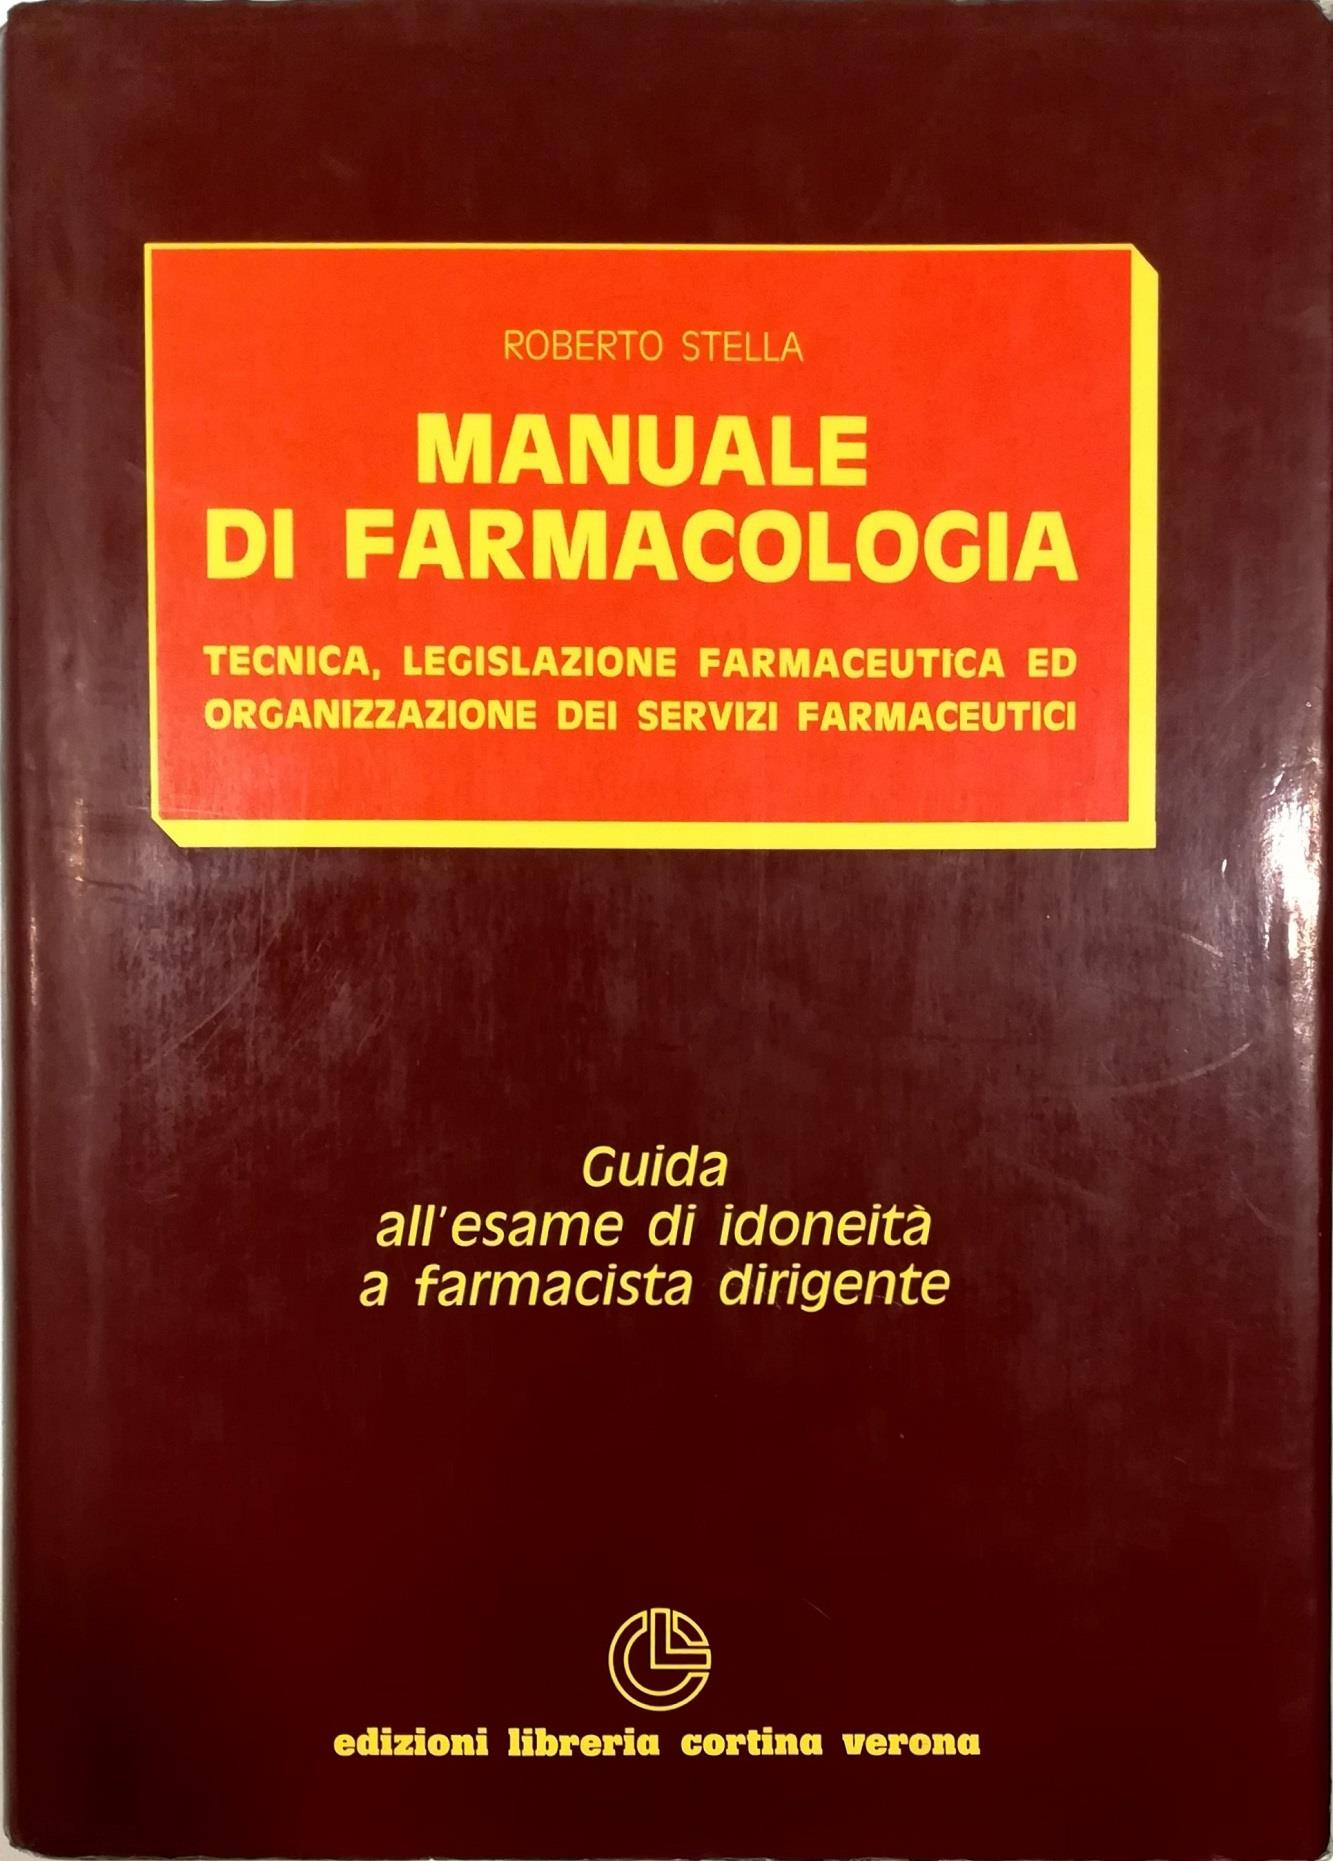 ROBERTO STELLA
MANUALE
DI FARMACOLOGIA
TECNICA, LEGISLAZIONE FARMACEUTICA ED
ORGANIZZAZIONE DEI SERVIZI FARMACEUTICI
Guida
all'esame di idoneità
a farmacista dirigente
edizioni libreria cortina verona